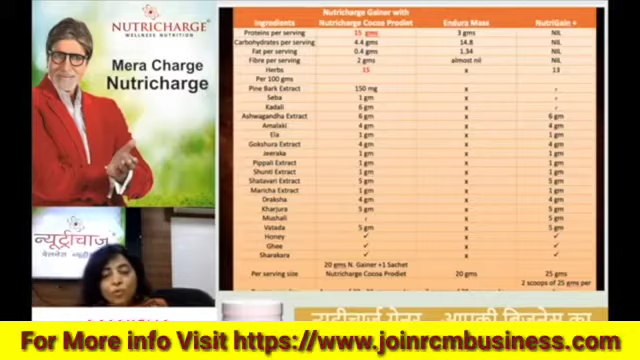 NUTRICHARGE
WELLNESS NUTRITION
Mera Charge
Nutricharge
न्यूट्रीचार्ज
Ingredients
Nutricharge Gainer with
Nutricharge Cocoa Prodiet
Endura Mass
NutriGain +
Proteins per serving 15 gms 3 gms NIL
Carbohydrates per serving 4.4 gms 14.8 NIL
Fat per serving 0.4 gms 1.34 NIL
Fibre per serving 2 gms almost nil NIL
Herbs 15 x 13
Per 100 gms
Pine Bark Extract 150 mg x
Seba 1 gm x
Kadali 6 gm x
Ashwagandha Extract 6 gm x 6 gm
Amalaki 4 gm x 4 gm
Ela 1 gm x 1 gm
Gokshura Extract 4 gm x 4 gm
Jeeraka 1 gm x 1 gm
Pippali Extract 1 gm x 1 gm
Shunti Extract 1 gm x 1 gm
Shatavari Extract 5 gm x 5 gm
Maricha Extract 1 gm x 1 gm
Draksha 4 gm x 4 gm
Kharjura 5 gm x 5 gm
Mushali x 5 gm
Vatada 5 gm x 5 gm
Honey ✓ x ✓
Ghee ✓ x ✓
Sharakara ✓ x ✓
Per serving size
20 gms N. Gainer +1 Sachet
Nutricharge Cocoa Prodiet
20 gms
25 gms
2 scoops of 25 gms per
For More info Visit https://www.joinrcmbusiness.com